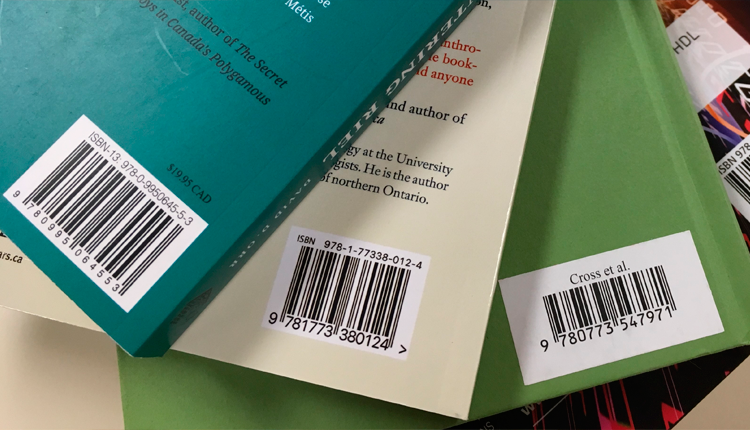 Métis
author of The Secret
in Canada's Polygamous
$19.95 CAD
ISBN-13: 978-0-9950645-5-3
9 780995 064553
ars.ca
nthro-
e book-
d anyone
nd author of
gy at the University
gists. He is the author
of northern Ontario.
ISBN 978-1-77338-012-4
9 781773 380124 >
Cross et al.
9 780773 547971
HDL
ISBN 978